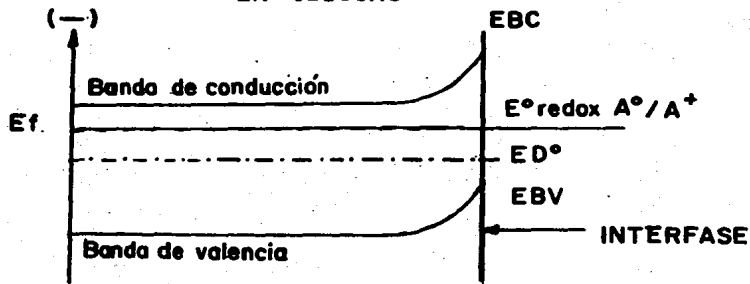 (—)
EBC
Banda de conducción
Ef.
E° redox A°/A⁺
ED°
EBV
INTERFASE
Banda de valencia